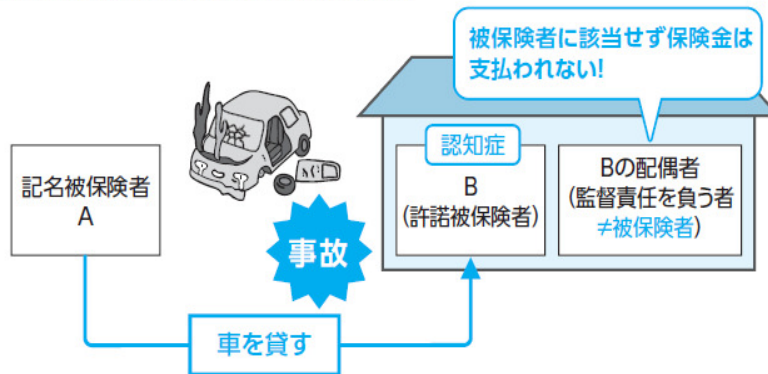 被保険者に該当せず保険金は
支払われない!
記名被保険者
A
認知症
B
(許諾被保険者)
Bの配偶者
(監督責任を負う者
≠被保険者)
事故
車を貸す